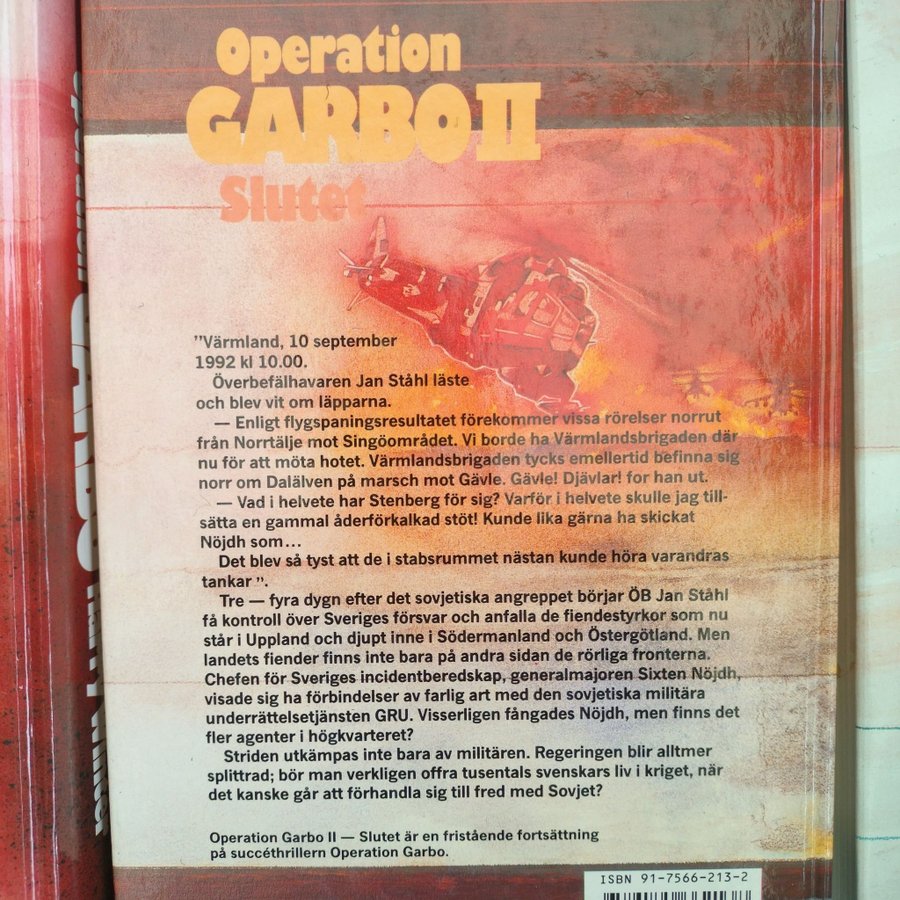 Operation
GARBO II
Slutet
”Värmland, 10 september
1992 kl 10.00.
Överbefälhavaren Jan Ståhl läste
och blev vit om läpparna.
— Enligt flygspaningsresultatet förekommer vissa rörelser norrut
från Norrtälje mot Singöområdet. Vi borde ha Värmlandsbrigaden där
nu för att möta hotet. Värmlandsbrigaden tycks emellertid befinna sig
norr om Dalälven på marsch mot Gävle. Gävle! Djävlar! for han ut.
— Vad i helvete har Stenberg för sig? Varför i helvete skulle jag till-
sätta en gammal åderförkalkad stöt! Kunde lika gärna ha skickat
Nöjdh som...
Det blev så tyst att de i stabsrummet nästan kunde höra varandras
tankar”.
Tre — fyra dygn efter det sovjetiska angreppet börjar ÖB Jan Ståhl
få kontroll över Sveriges försvar och anfalla de fiendestyrkor som nu
står i Uppland och djupt inne i Södermanland och Östergötland. Men
landets fiender finns inte bara på andra sidan de rörliga fronterna.
Chefen för Sveriges incidentberedskap, generalmajoren Sixten Nöjdh,
visade sig ha förbindelser av farlig art med den sovjetiska militära
underrättelsetjänsten GRU. Visserligen fångades Nöjdh, men finns det
fler agenter i högkvarteret?
Striden utkämpas inte bara av militären. Regeringen blir alltmer
splittrad; bör man verkligen offra tusentals svenskars liv i kriget, när
det kanske går att förhandla sig till fred med Sovjet?
Operation Garbo II — Slutet är en fristående fortsättning
på succéthrillern Operation Garbo.
ISBN 91-7566-213-2